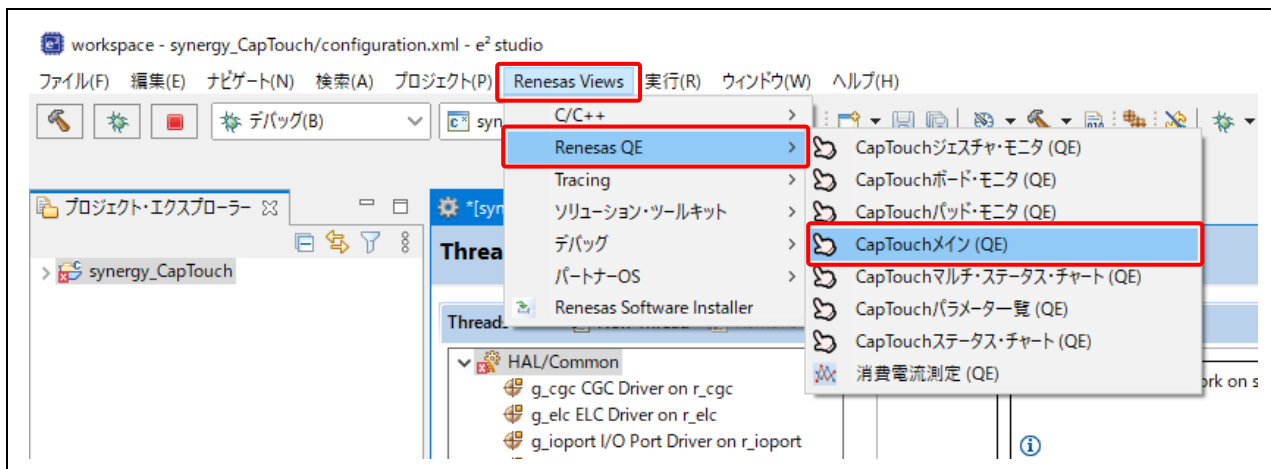 workspace - synergy_CapTouch/configuration.xml - e² studio
ファイル(F) 編集(E) ナビゲート(N) 検索(A) プロジェクト(P) Renesas Views 実行(R) ウィンドウ(W) ヘルプ(H)
デバッグ(B)
syn
C/C++
Renesas QE
Tracing
ソリューション・ツールキット
デバッグ
パートナーOS
Renesas Software Installer
CapTouchジェスチャ・モニタ (QE)
CapTouchボード・モニタ (QE)
CapTouchパッド・モニタ (QE)
CapTouchメイン (QE)
CapTouchマルチ・ステータス・チャート (QE)
CapTouchパラメーター覧 (QE)
CapTouchステータス・チャート (QE)
消費電流測定 (QE)
プロジェクト・エクスプローラー
synergy_CapTouch
*[syn
Threa
Threads
HAL/Common
g_cgc CGC Driver on r_cgc
g_elc ELC Driver on r_elc
g_ioport I/O Port Driver on r_ioport
ork on s